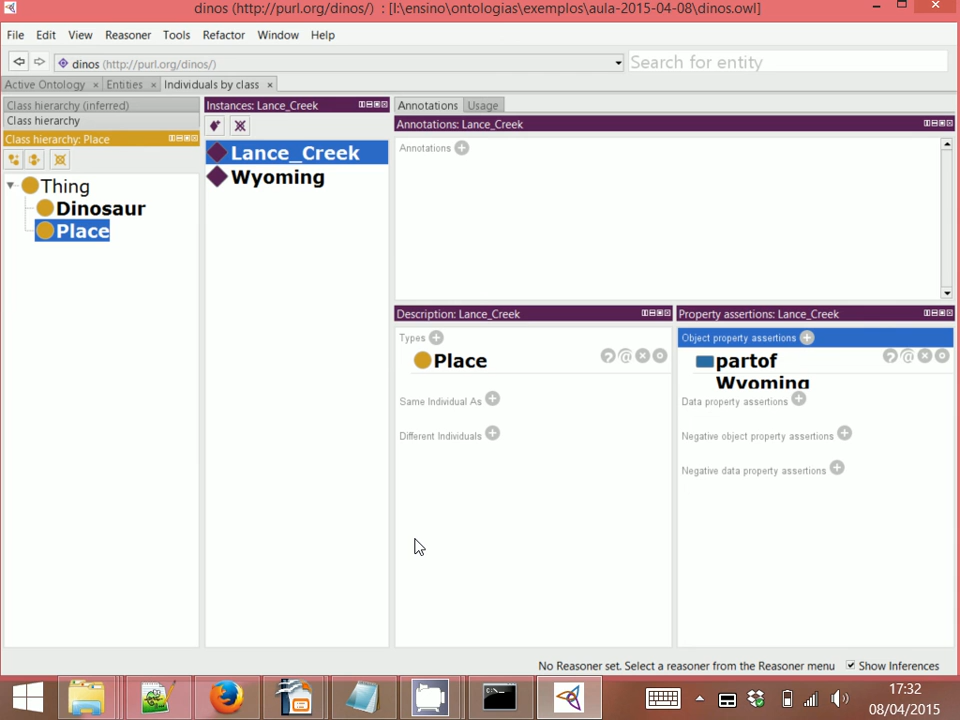 dinos (http://purl.org/dinos/) : [I:\ensino\ontologias\exemplos\aula-2015-04-08\dinos.owl]
File Edit View Reasoner Tools Refactor Window Help
dinos (http://purl.org/dinos/)
Search for entity
Active Ontology × Entities × Individuals by class ×
Class hierarchy (inferred)
Class hierarchy
Class hierarchy: Place
Thing
Dinosaur
Place
Instances: Lance_Creek
Lance_Creek
Wyoming
Annotations Usage
Annotations: Lance_Creek
Annotations
Description: Lance_Creek
Types
Place
Same Individual As
Different Individuals
Property assertions: Lance_Creek
Object property assertions
partof
Wyoming
Data property assertions
Negative object property assertions
Negative data property assertions
No Reasoner set. Select a reasoner from the Reasoner menu Show Inferences
17:32
08/04/2015